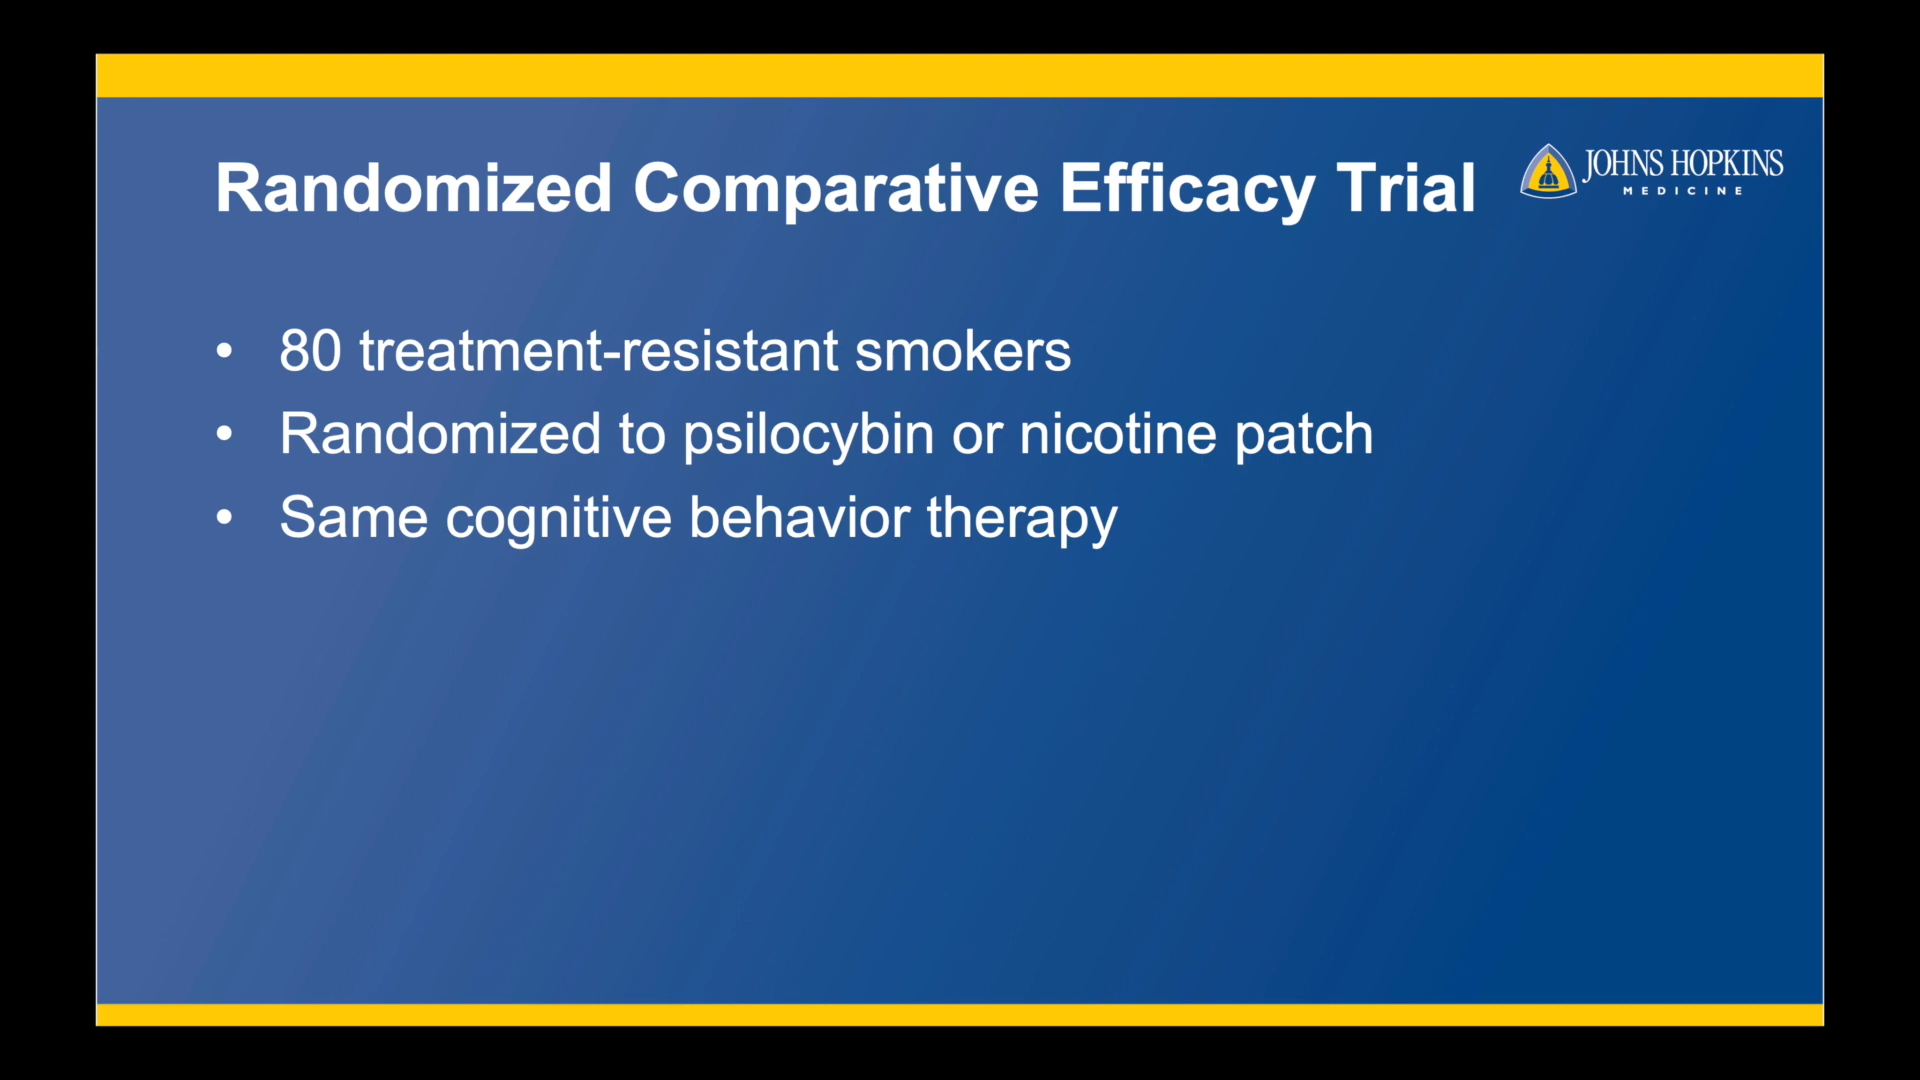 Randomized Comparative Efficacy Trial
JOHNS HOPKINS
MEDICINE
• 80 treatment-resistant smokers
• Randomized to psilocybin or nicotine patch
• Same cognitive behavior therapy